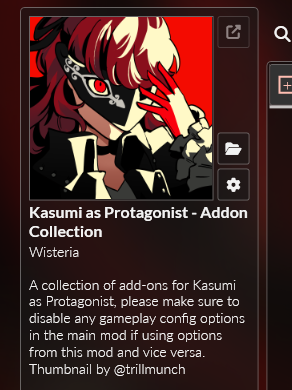 Kasumi as Protagonist - Addon
Collection
Wisteria
A collection of add-ons for Kasumi
as Protagonist, please make sure to
disable any gameplay config options
in the main mod if using options
from this mod and vice versa.
Thumbnail by @trillmunch